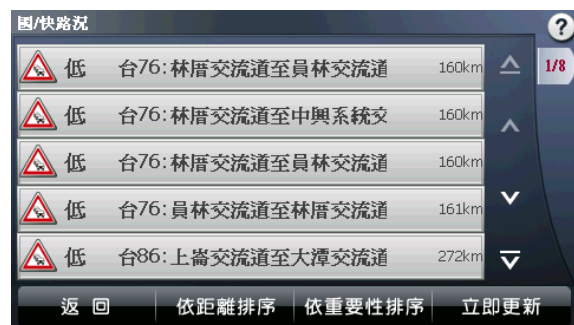 國/快路況
?
低 台76:林厝交流道至員林交流道 160km
1/8
低 台76:林厝交流道至中興系統交 160km
低 台76:林厝交流道至員林交流道 160km
低 台76:員林交流道至林厝交流道 161km
低 台86:上崙交流道至大潭交流道 272km
返 回 依距離排序 依重要性排序 立即更新